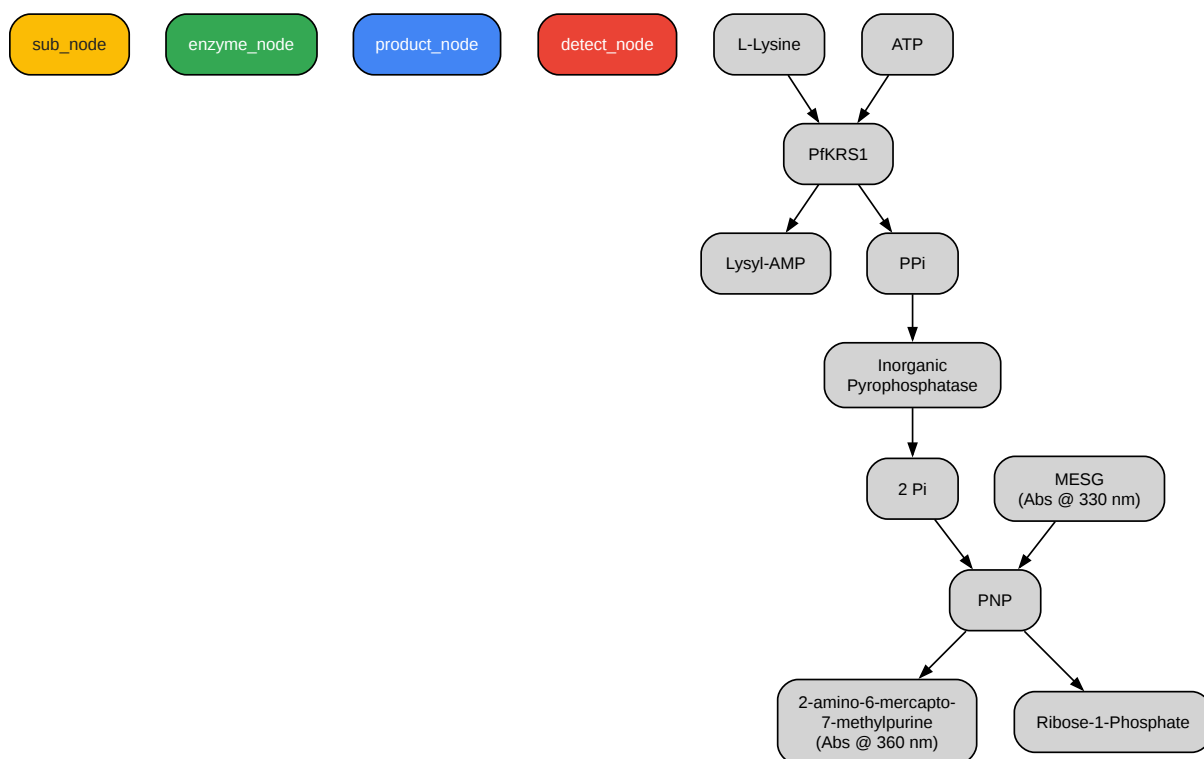 sub_node
enzyme_node
product_node
detect_node
L-Lysine
ATP
PfKRS1
Lysyl-AMP
PPi
Inorganic
Pyrophosphatase
2 Pi
MESG
(Abs @ 330 nm)
PNP
2-amino-6-mercapto-
7-methylpurine
(Abs @ 360 nm)
Ribose-1-Phosphate